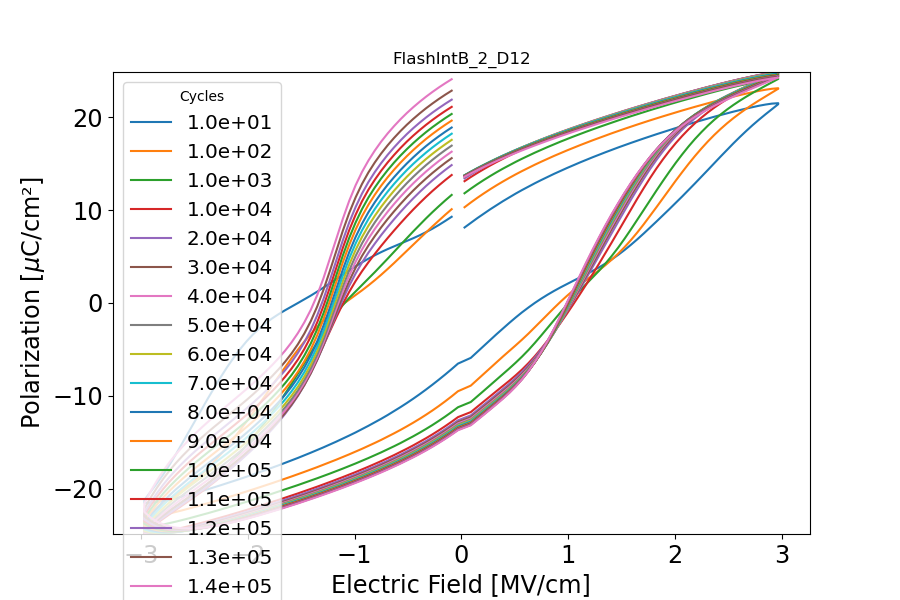 FlashIntB_2_D12
Cycles
1.0e+01
1.0e+02
1.0e+03
1.0e+04
2.0e+04
3.0e+04
4.0e+04
5.0e+04
6.0e+04
7.0e+04
8.0e+04
9.0e+04
1.0e+05
1.1e+05
1.2e+05
1.3e+05
1.4e+05
20
10
0
−10
−20
Polarization [μC/cm²]
−3 −2 −1 0 1 2 3
Electric Field [MV/cm]